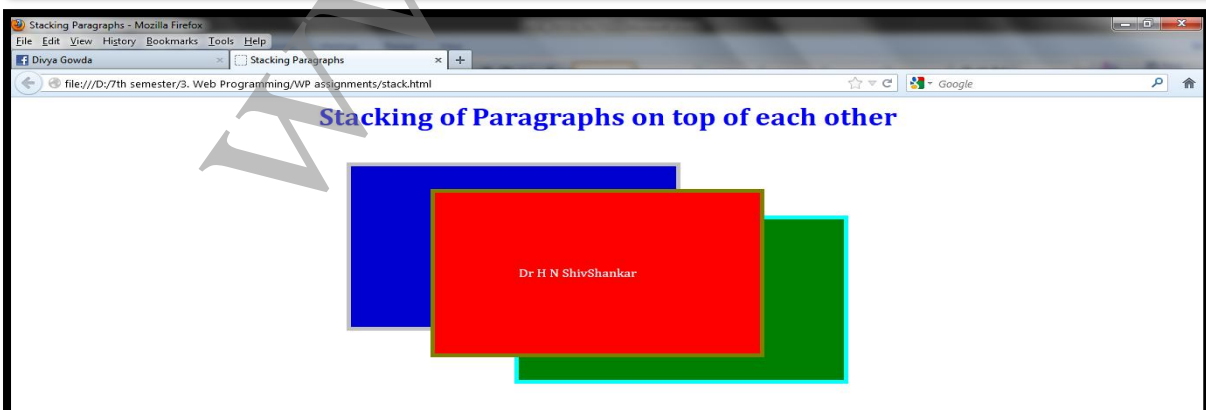 Stacking Paragraphs - Mozilla Firefox
File Edit View History Bookmarks Tools Help
Divya Gowda × Stacking Paragraphs × +
file:///D:/7th semester/3. Web Programming/WP assignments/stack.html Google
Stacking of Paragraphs on top of each other
Dr H N ShivShankar